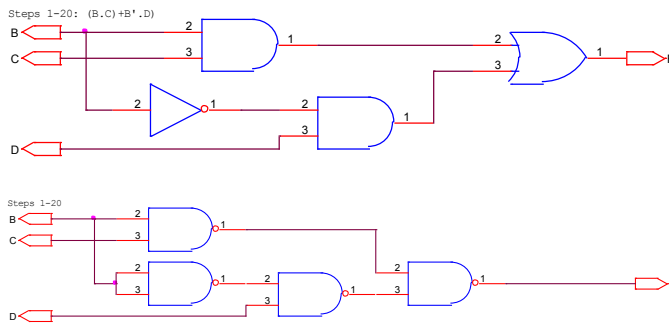 Steps 1-20: (B.C)+B'.D)
B 2 1 2 1
C 3 3
2 1 2 1
D 3
Steps 1-20
B 2 1
C 3
2 1 2 1 2 1
3 3 3
D